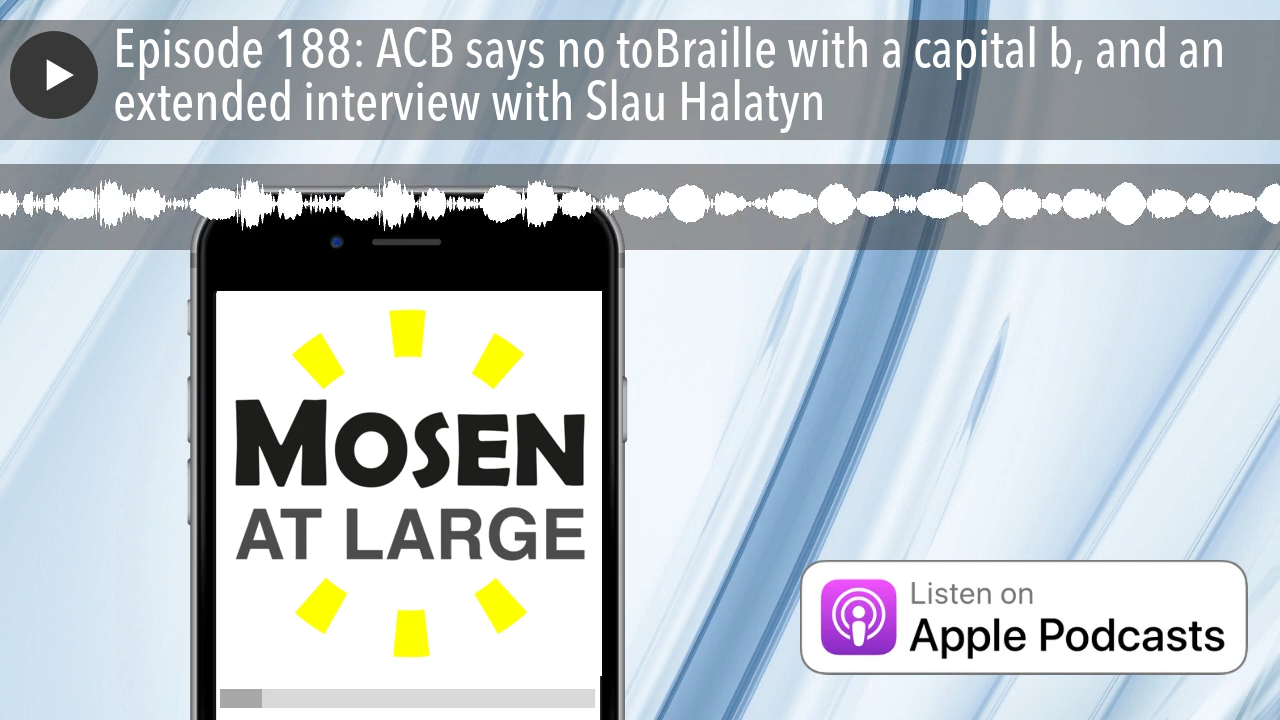 Episode 188: ACB says no toBraille with a capital b, and an
extended interview with Slau Halatyn
MOSEN
AT LARGE
Listen on
Apple Podcasts